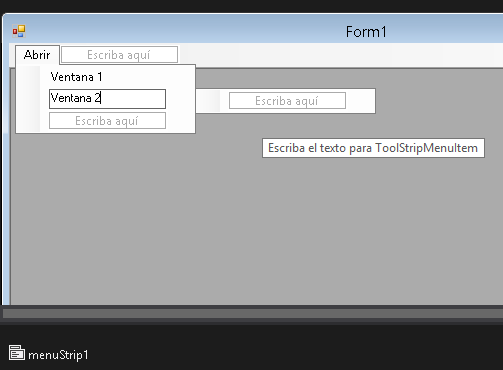 Form1
Abrir
Escriba aquí
Ventana 1
Ventana 2
Escriba aquí
Escriba aquí
Escriba el texto para ToolStripMenuItem
menuStrip1